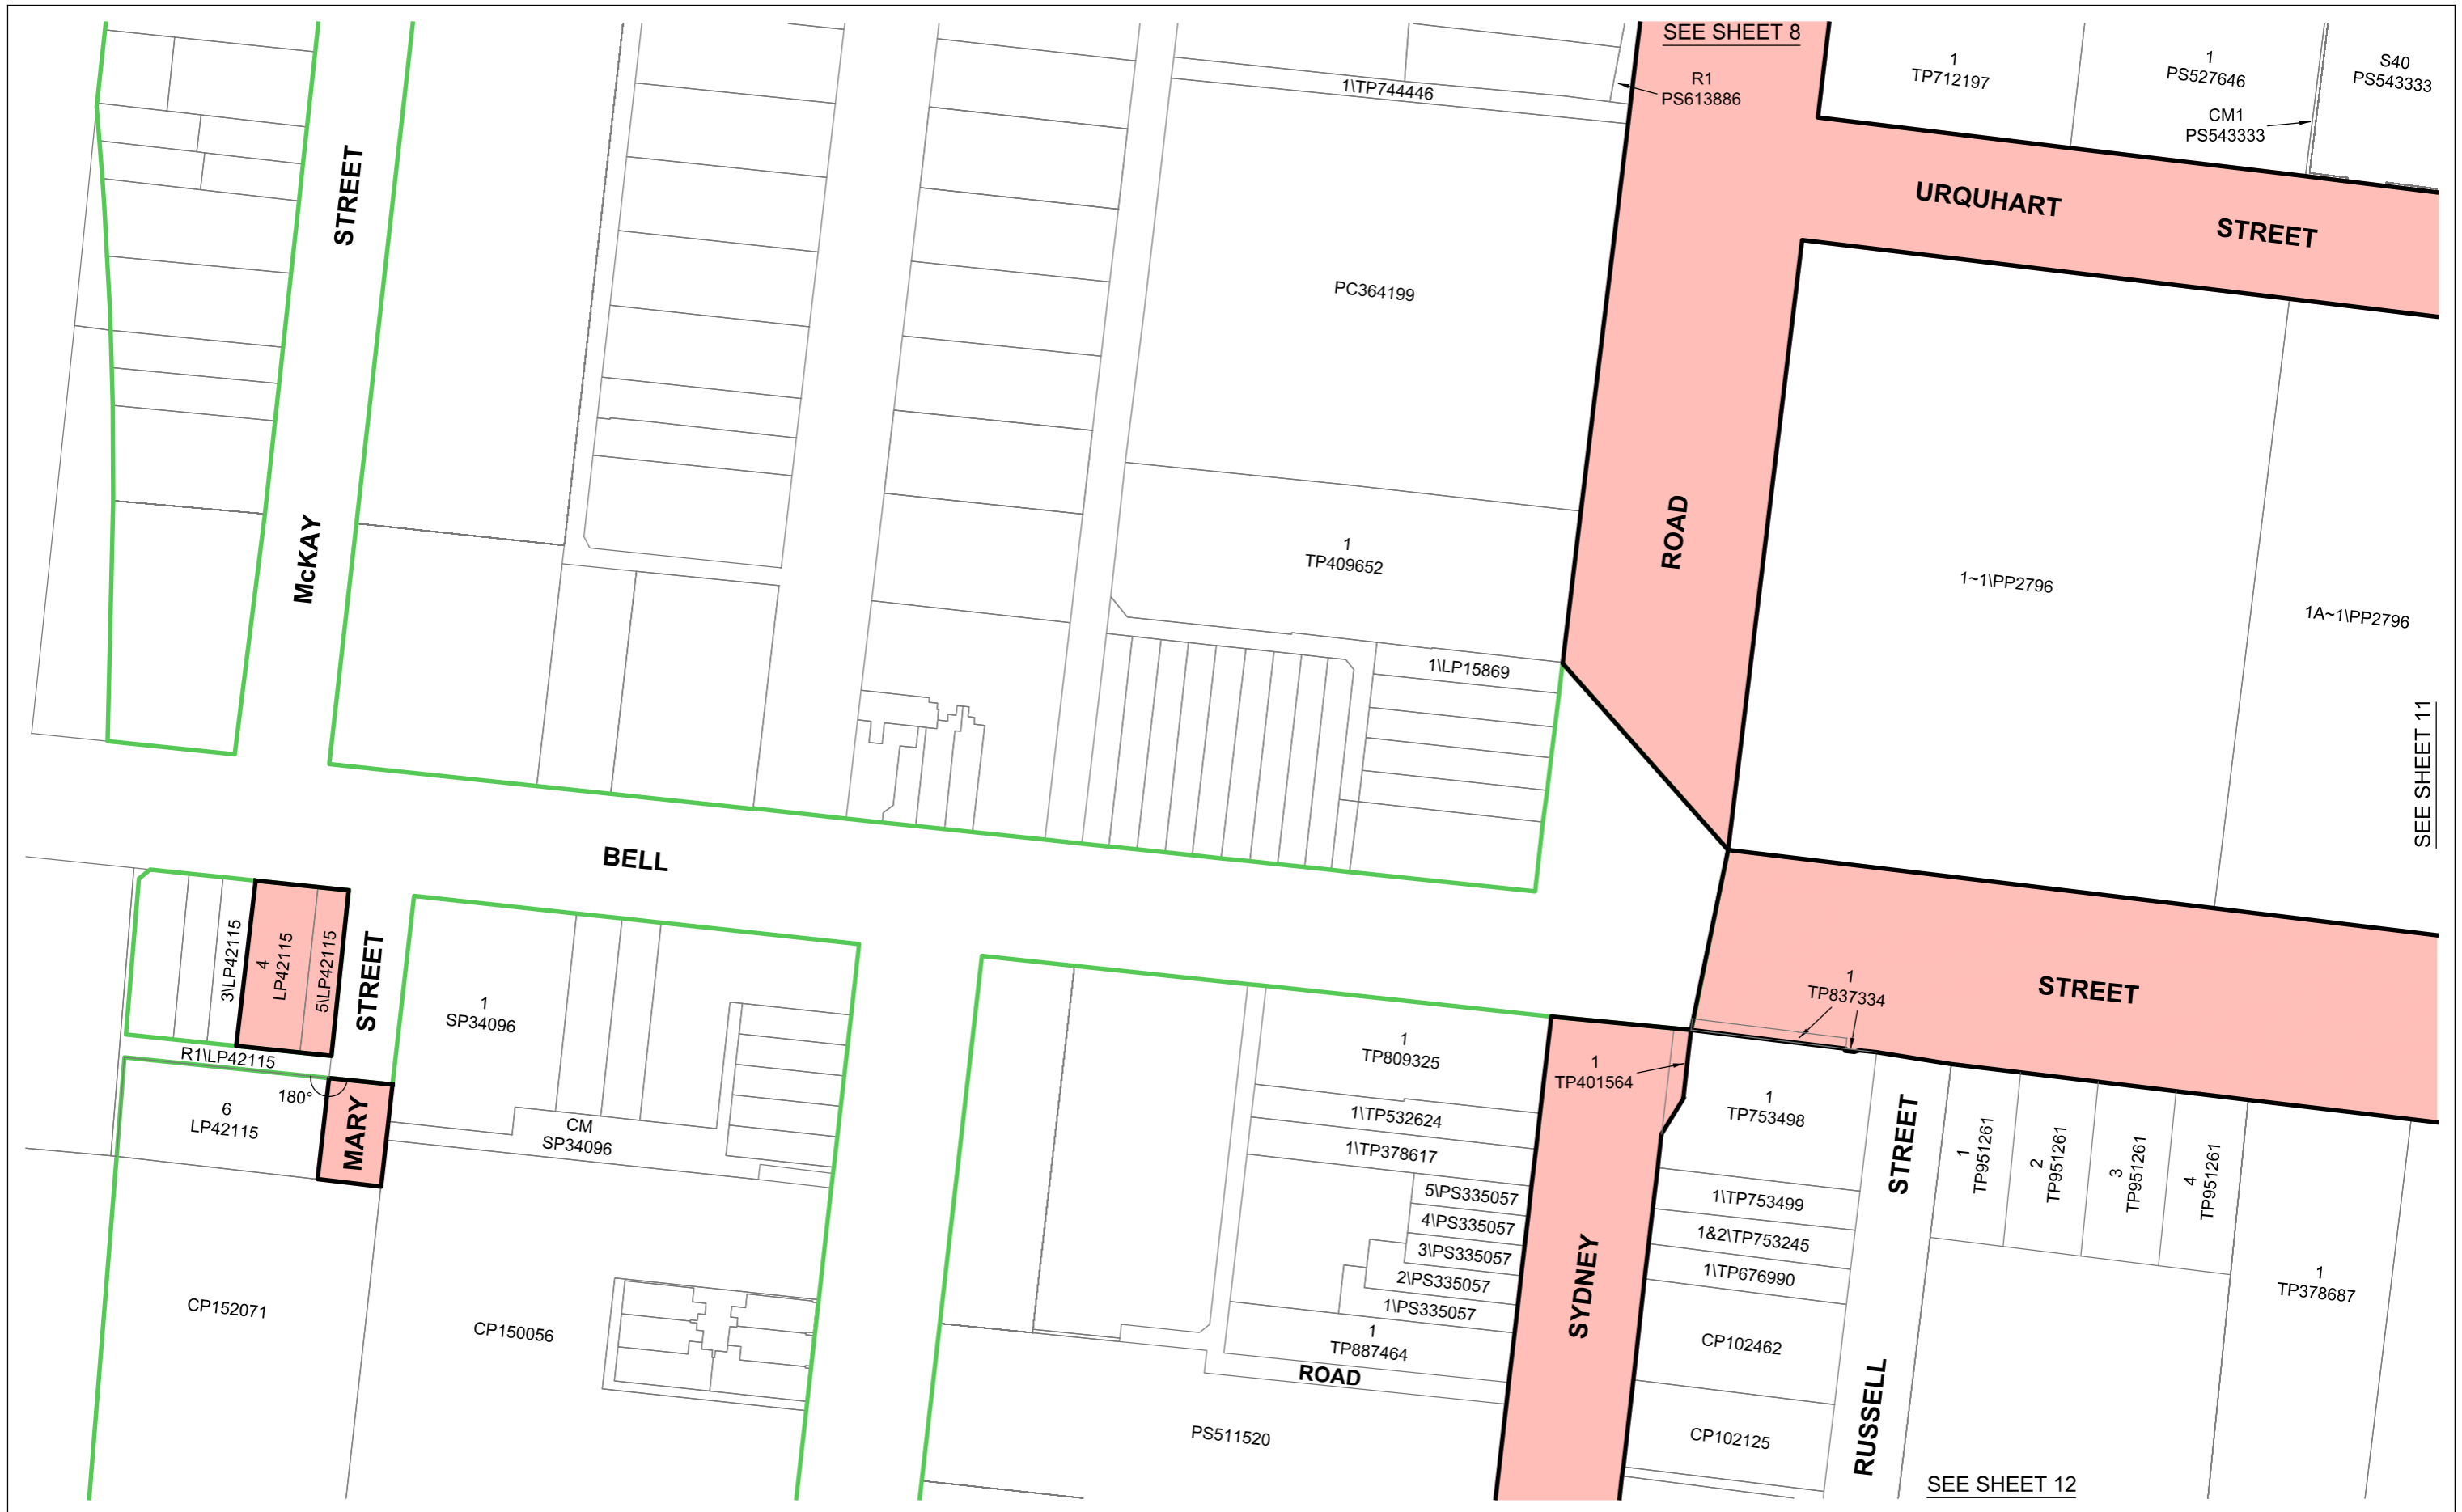 SEE SHEET 8
1
TP712197
1
PS527646
S40
PS543333
1\TP744446
R1
PS613886
CM1
PS543333
STREET
URQUHART STREET
PC364199
McKAY
ROAD
1
TP409652
1~1\PP2796
1A~1\PP2796
1\LP15869
SEE SHEET 11
BELL
3\LP42115
4
LP42115
5\LP42115
STREET
1
SP34096
1
TP837334
STREET
R1\LP42115
180°
6
LP42115
MARY
CM
SP34096
1
TP809325
1
TP401564
1\TP532624
1\TP378617
5\PS335057
4\PS335057
3\PS335057
2\PS335057
1\PS335057
1
TP887464
ROAD
SYDNEY
1
TP753498
1\TP753499
1&2\TP753245
1\TP676990
CP102462
CP102125
STREET
RUSSELL
1
TP951261
2
TP951261
3
TP951261
4
TP951261
1
TP378687
CP152071
CP150056
PS511520
SEE SHEET 12